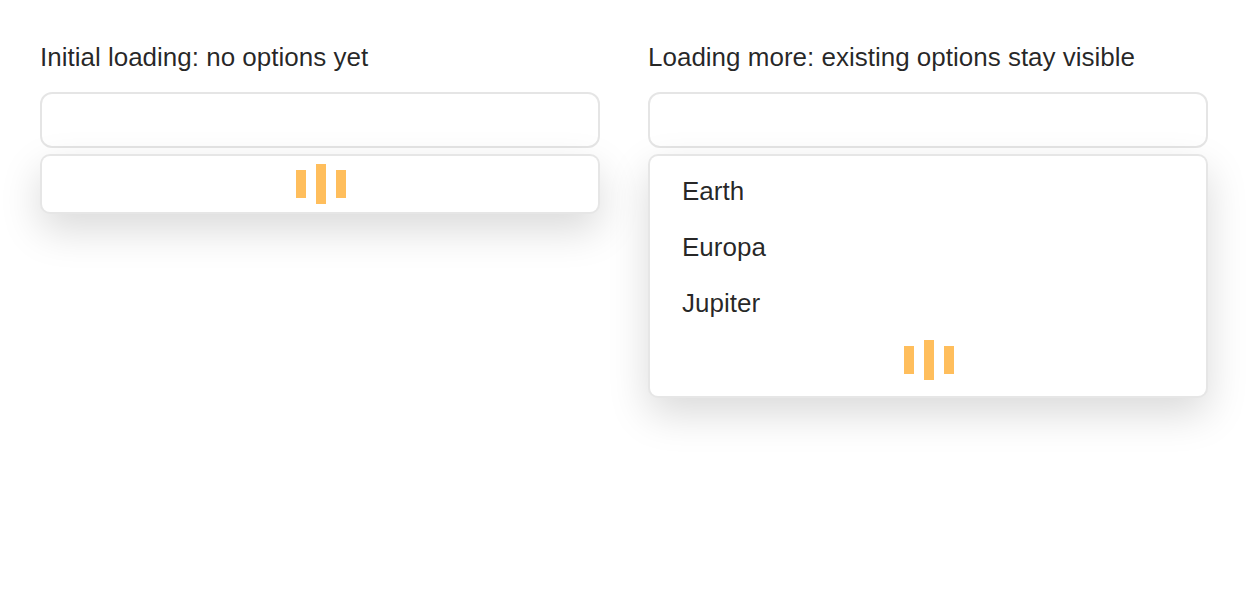 Initial loading: no options yet
Loading more: existing options stay visible
Earth
Europa
Jupiter